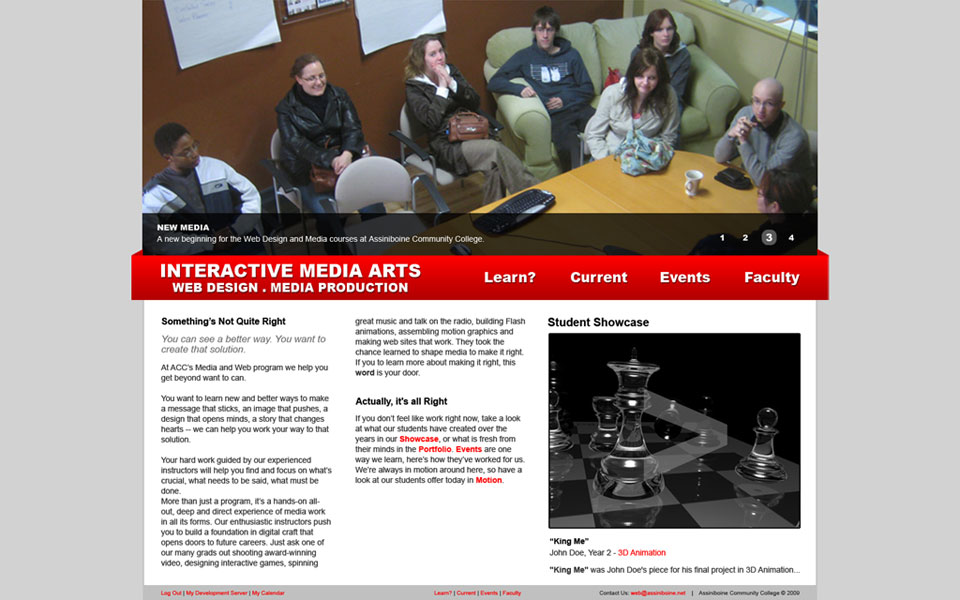 NEW MEDIA
A new beginning for the Web Design and Media courses at Assiniboine Community College.
1 2 3 4
INTERACTIVE MEDIA ARTS
WEB DESIGN . MEDIA PRODUCTION
Learn? Current Events Faculty
Something's Not Quite Right
You can see a better way. You want to
create that solution.
At ACC's Media and Web program we help you
get beyond want to can.
You want to learn new and better ways to make
a message that sticks, an image that pushes, a
design that opens minds, a story that changes
hearts -- we can help you work your way to that
solution.
Your hard work guided by our experienced
instructors will help you find and focus on what's
crucial, what needs to be said, what must be
done.
More than just a program, it's a hands-on all-
out, deep and direct experience of media work
in all its forms. Our enthusiastic instructors push
you to build a foundation in digital craft that
opens doors to future careers. Just ask one of
our many grads out shooting award-winning
video, designing interactive games, spinning
great music and talk on the radio, building Flash
animations, assembling motion graphics and
making web sites that work. They took the
chance learned to shape media to make it right.
If you to learn more about making it right, this
word is your door.
Actually, it's all Right
If you don't feel like work right now, take a look
at what our students have created over the
years in our Showcase, or what is fresh from
their minds in the Portfolio. Events are one
way we learn, here's how they've worked for us.
We're always in motion around here, so have a
look at our students offer today in Motion.
Student Showcase
"King Me"
John Doe, Year 2 - 3D Animation
"King Me" was John Doe's piece for his final project in 3D Animation...
Log Out | My Development Server | My Calendar
Learn? | Current | Events | Faculty
Contact Us: web@assiniboine.net | Assiniboine Community College © 2009